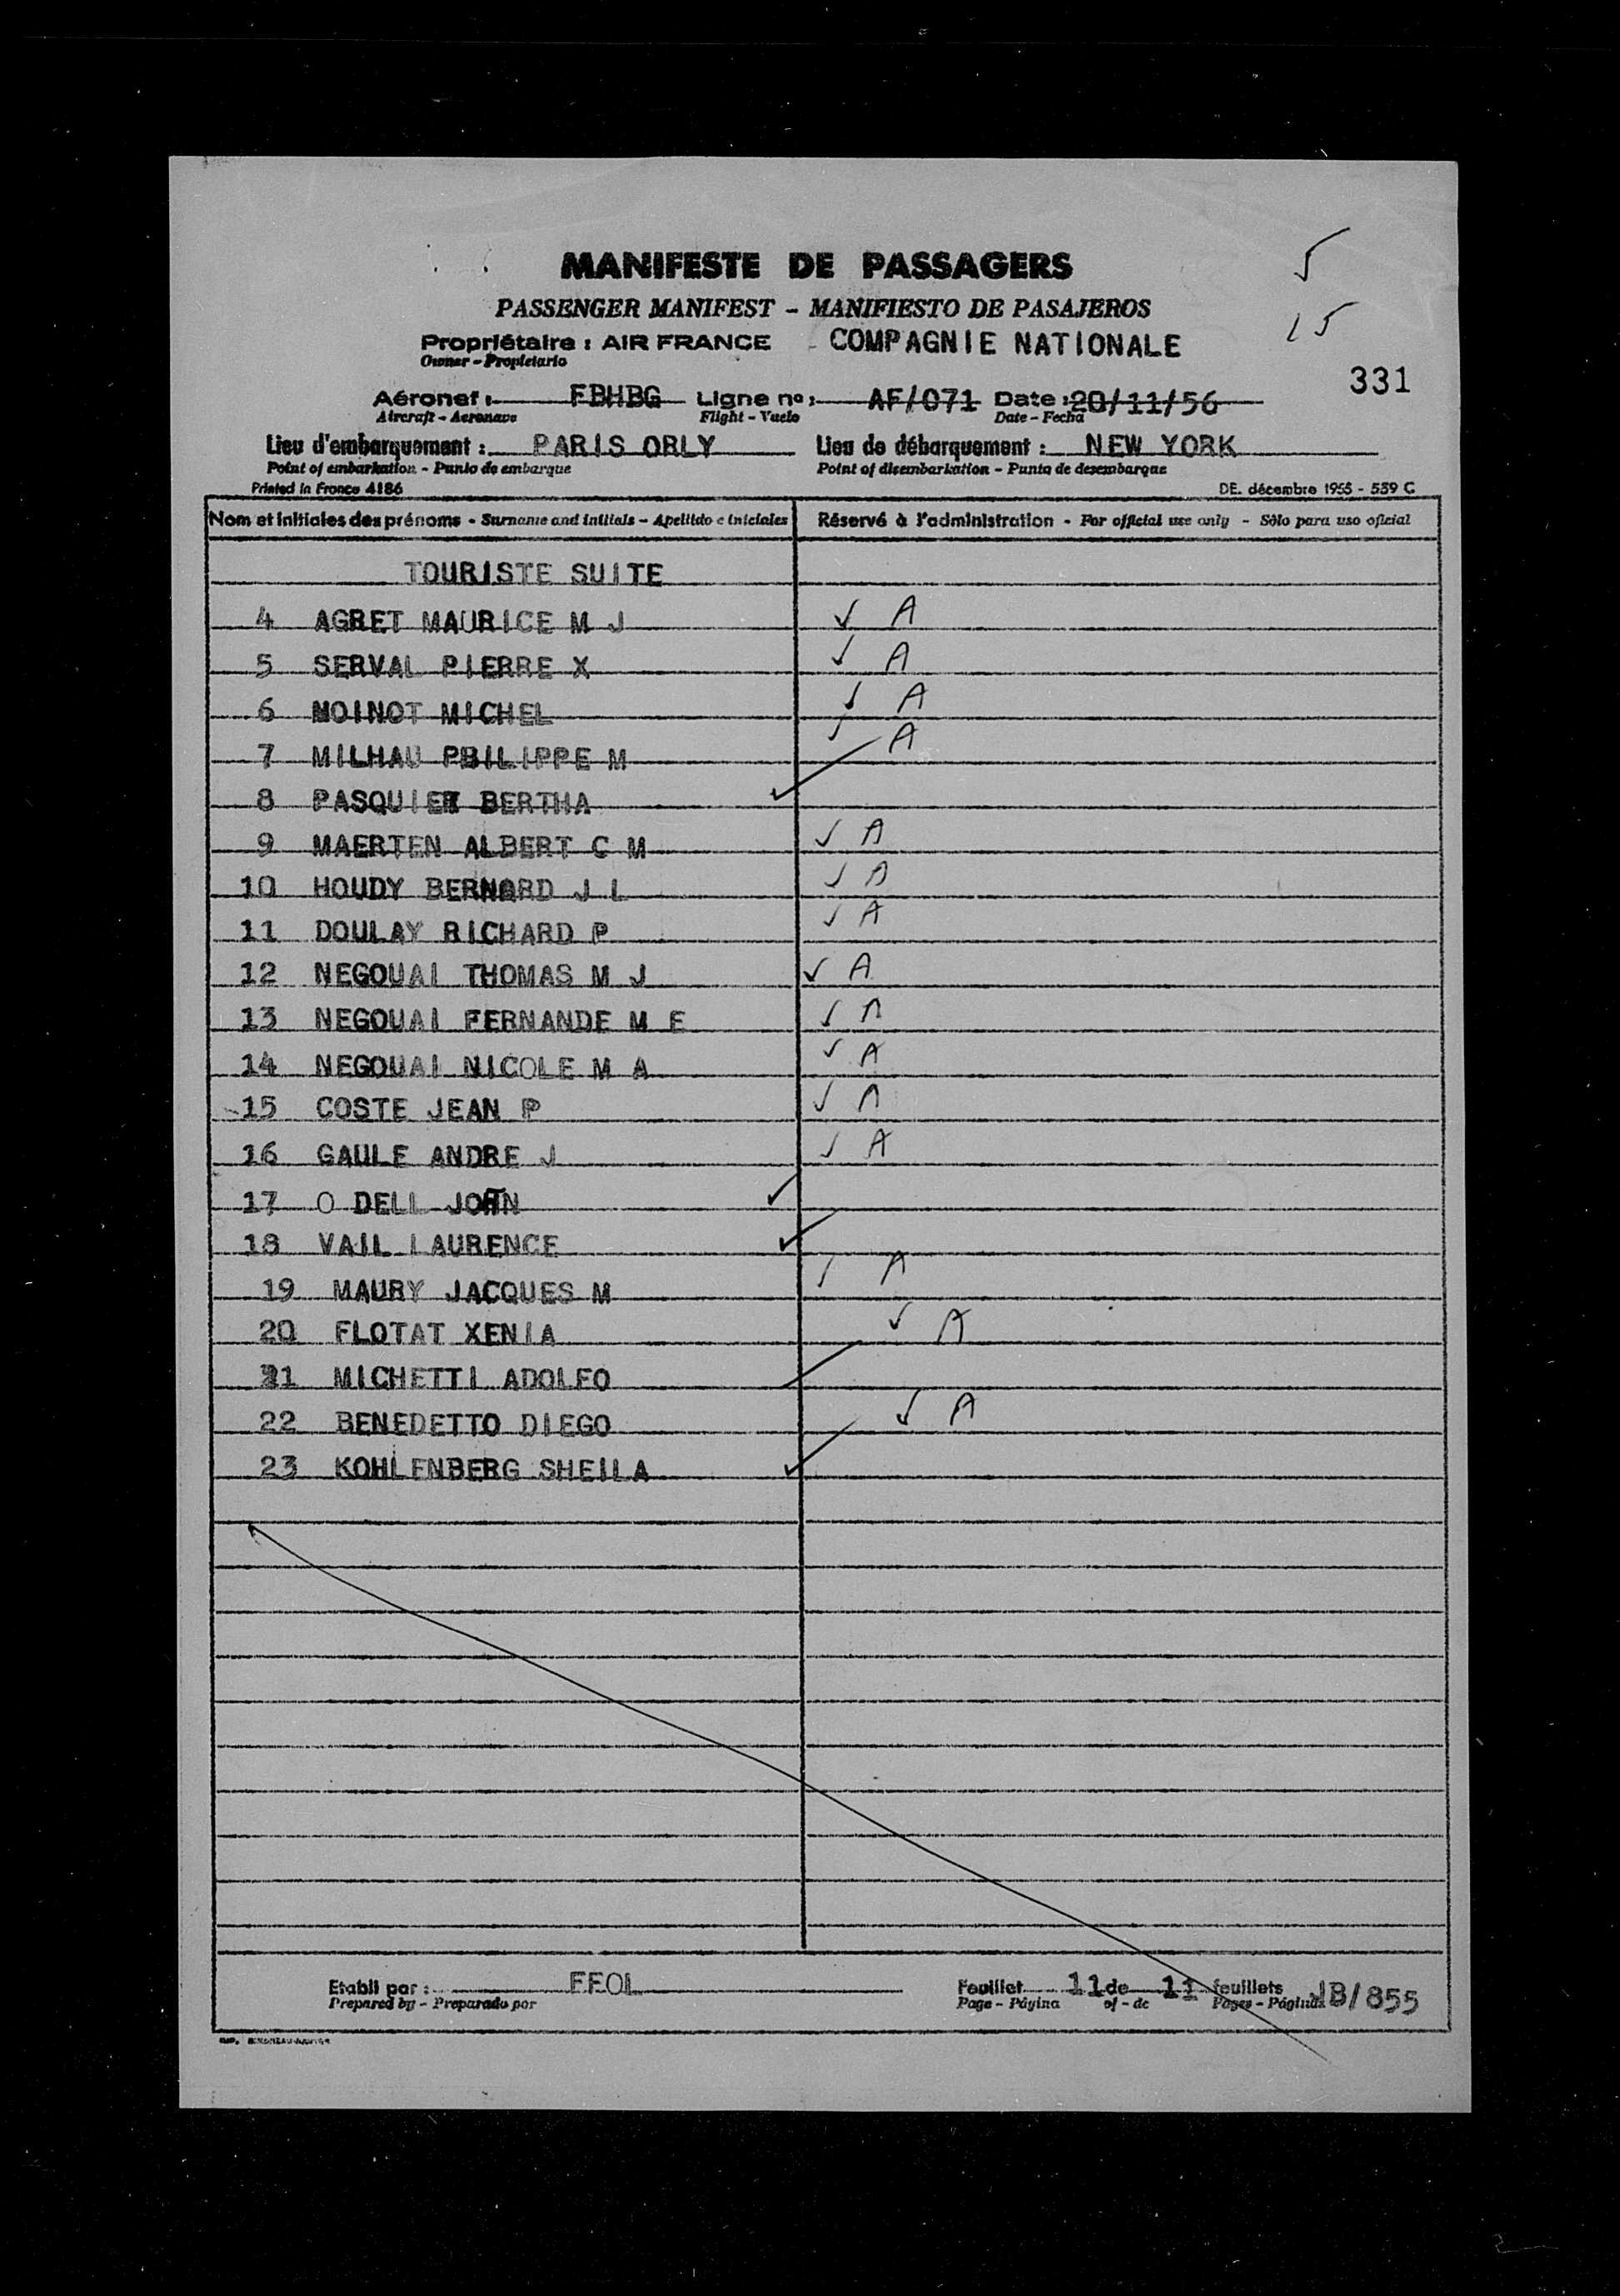 MANIFESTE DE PASSAGERS
PASSENGER MANIFEST - MANIFIESTO DE PASAJEROS
Propriétaire : AIR FRANCE COMPAGNIE NATIONALE
Owner - Propietario
5
15
331
Aéronef : FBHBG Ligne no : AF/071 Date : 20/11/56
Aircraft - Aeronave Flight - Vuelo Date - Fecha
Lieu d'embarquement : PARIS ORLY Lieu de débarquement : NEW YORK
Point of embarkation - Punto de embarque Point of disembarkation - Punta de desembarque
Printed in France 4186 DE. décembre 1955 - 539 C
Nom et initiales des prénoms - Surname and initials - Apellido e iniciales Réservé à l'administration - For official use only - Sòlo para uso oficial
TOURISTE SUITE
4 AGRET MAURICE M J ✓ A
5 SERVAL PIERRE X ✓ A
6 MOINOT MICHEL ✓ A
7 MILHAU PBILIPPE M ✓ A
8 PASQUIER BERTHA ✓
9 MAERTEN ALBERT C M ✓ A
10 HOUDY BERNARD J L ✓ A
11 DOULAY RICHARD P ✓ A
12 NEGOUAI THOMAS M J ✓ A
13 NEGOUAI FERNANDE M E ✓ A
14 NEGOUAI NICOLE M A ✓ A
15 COSTE JEAN P ✓ A
16 GAULE ANDRE J ✓ A
17 O DELL JOHN ✓
18 VAIL LAURENCE ✓
19 MAURY JACQUES M ✓ A
20 FLOTAT XENIA ✓ A
21 MICHETTI ADOLFO
22 BENEDETTO DIEGO ✓ A
23 KOHLENBERG SHEILA ✓
Etabli par : FFOL Feuillet 11 de 11 feuillets JB/855
Prepared by - Preparado por Page - Página of - de Pages - Páginas